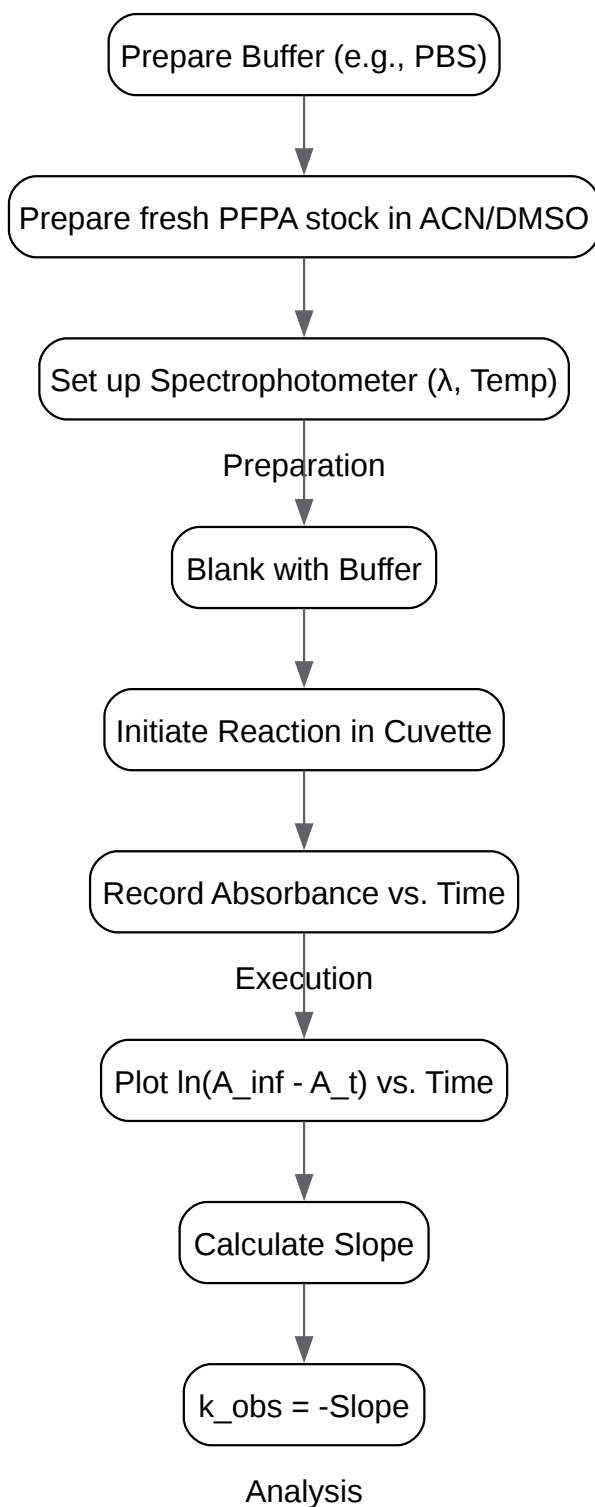 Prepare Buffer (e.g., PBS)
Prepare fresh PFPA stock in ACN/DMSO
Set up Spectrophotometer (λ, Temp)
Preparation
Blank with Buffer
Initiate Reaction in Cuvette
Record Absorbance vs. Time
Execution
Plot ln(A_inf - A_t) vs. Time
Calculate Slope
k_obs = -Slope
Analysis